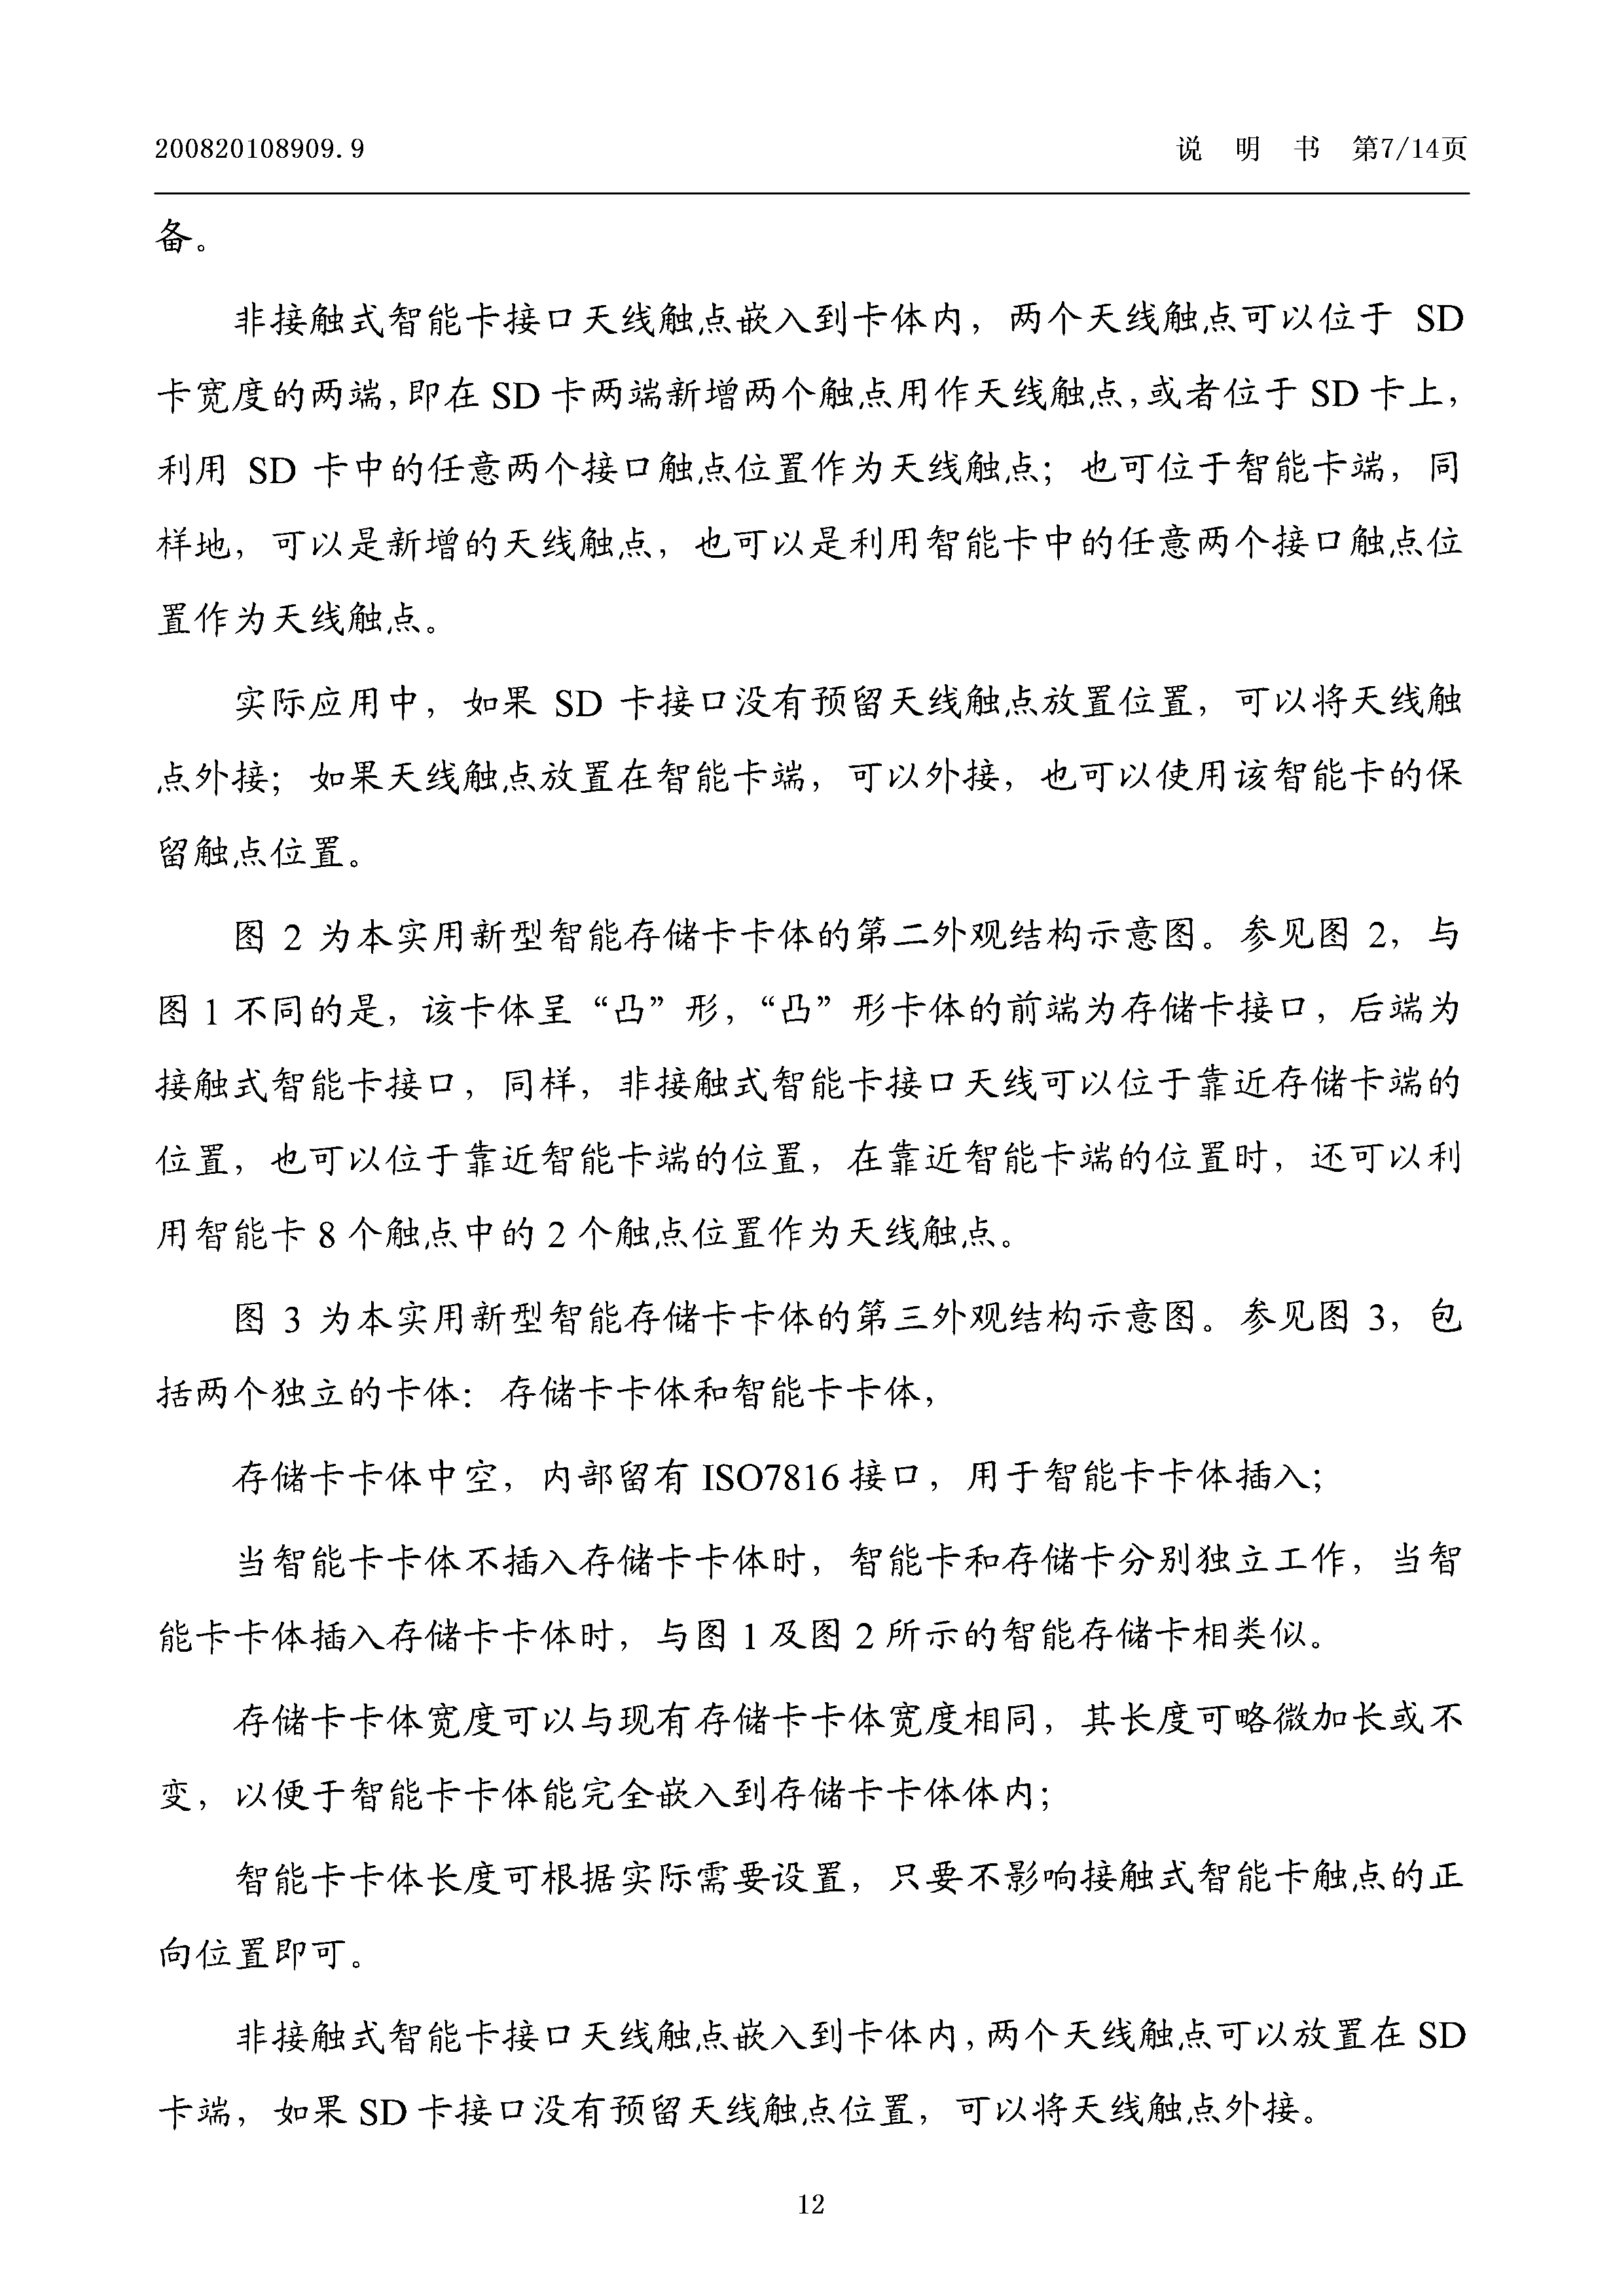 200820108909.9 说 明 书 第7/14页
备。
非接触式智能卡接口天线触点嵌入到卡体内，两个天线触点可以位于 SD
卡宽度的两端，即在 SD 卡两端新增两个触点用作天线触点，或者位于 SD 卡上，
利用 SD 卡中的任意两个接口触点位置作为天线触点；也可位于智能卡端，同
样地，可以是新增的天线触点，也可以是利用智能卡中的任意两个接口触点位
置作为天线触点。
实际应用中，如果 SD 卡接口没有预留天线触点放置位置，可以将天线触
点外接；如果天线触点放置在智能卡端，可以外接，也可以使用该智能卡的保
留触点位置。
图 2 为本实用新型智能存储卡卡体的第二外观结构示意图。参见图 2，与
图 1 不同的是，该卡体呈“凸”形，“凸”形卡体的前端为存储卡接口，后端为
接触式智能卡接口，同样，非接触式智能卡接口天线可以位于靠近存储卡端的
位置，也可以位于靠近智能卡端的位置，在靠近智能卡端的位置时，还可以利
用智能卡 8 个触点中的 2 个触点位置作为天线触点。
图 3 为本实用新型智能存储卡卡体的第三外观结构示意图。参见图 3，包
括两个独立的卡体：存储卡卡体和智能卡卡体，
存储卡卡体中空，内部留有 ISO7816 接口，用于智能卡卡体插入；
当智能卡卡体不插入存储卡卡体时，智能卡和存储卡分别独立工作，当智
能卡卡体插入存储卡卡体时，与图 1 及图 2 所示的智能存储卡相类似。
存储卡卡体宽度可以与现有存储卡卡体宽度相同，其长度可略微加长或不
变，以便于智能卡卡体能完全嵌入到存储卡卡体体内；
智能卡卡体长度可根据实际需要设置，只要不影响接触式智能卡触点的正
向位置即可。
非接触式智能卡接口天线触点嵌入到卡体内，两个天线触点可以放置在 SD
卡端，如果 SD 卡接口没有预留天线触点位置，可以将天线触点外接。
12